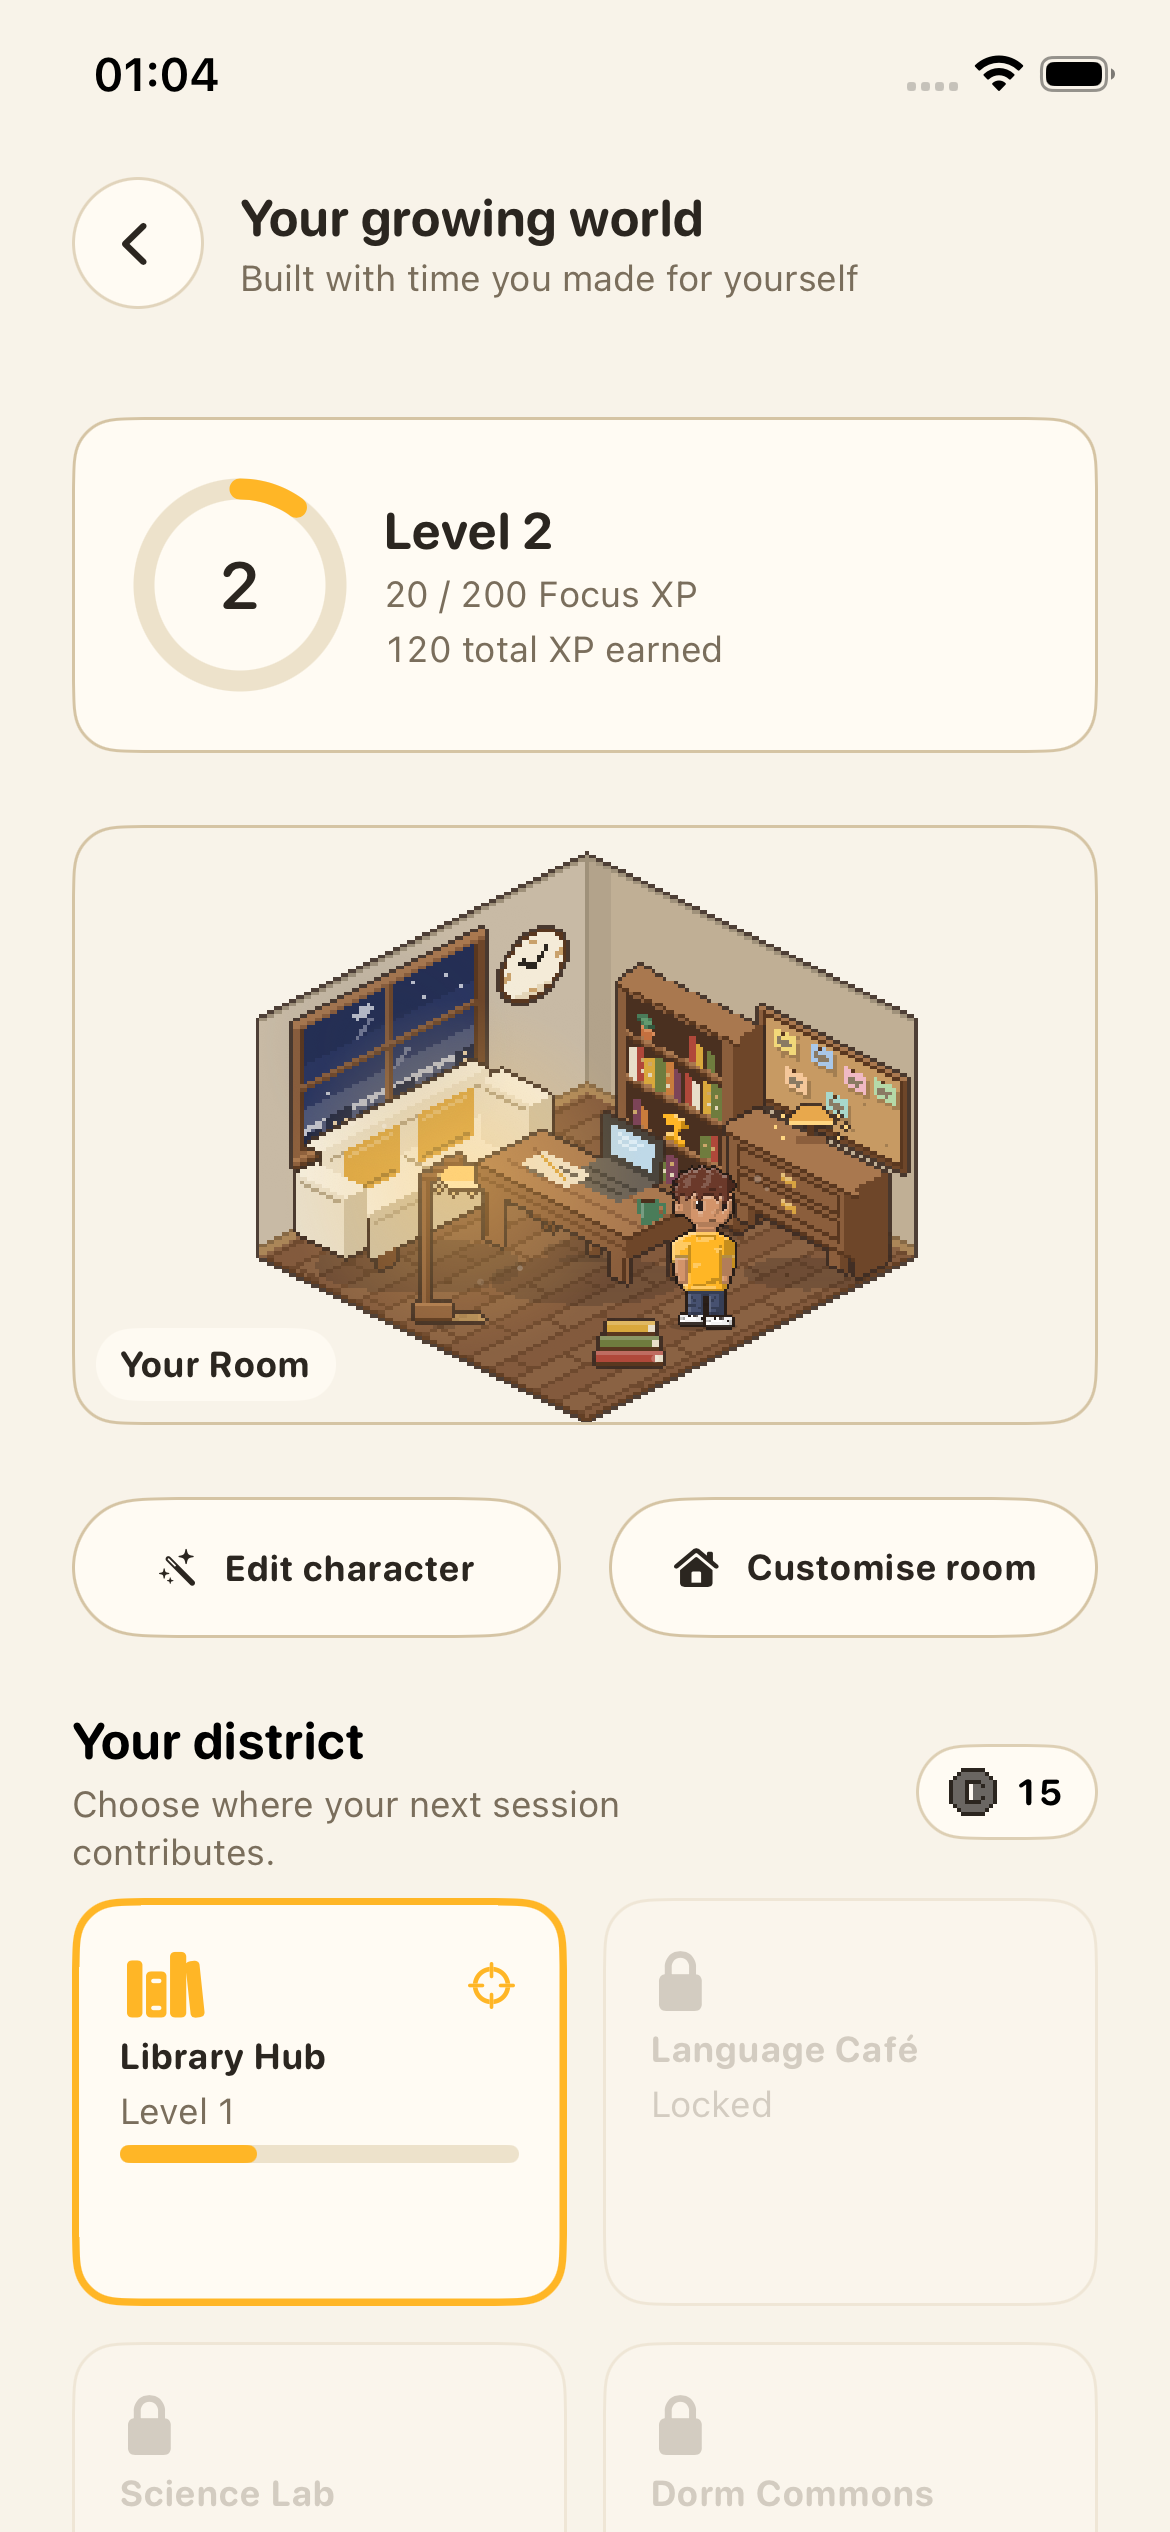 01:04
Your growing world
Built with time you made for yourself
2
Level 2
20 / 200 Focus XP
120 total XP earned
Your Room
Edit character
Customise room
Your district
Choose where your next session
contributes.
C 15
Library Hub
Level 1
Language Café
Locked
Science Lab
Dorm Commons